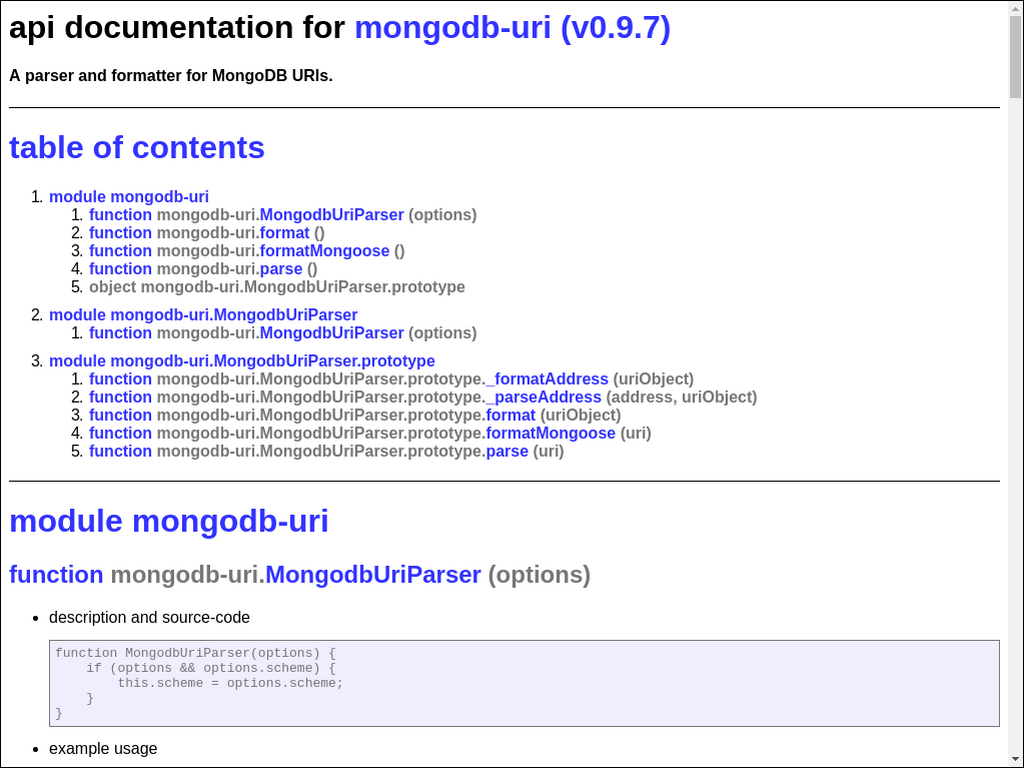 api documentation for mongodb-uri (v0.9.7)
A parser and formatter for MongoDB URIs.
table of contents
1. module mongodb-uri
1. function mongodb-uri.MongodbUriParser (options)
2. function mongodb-uri.format ()
3. function mongodb-uri.formatMongoose ()
4. function mongodb-uri.parse ()
5. object mongodb-uri.MongodbUriParser.prototype
2. module mongodb-uri.MongodbUriParser
1. function mongodb-uri.MongodbUriParser (options)
3. module mongodb-uri.MongodbUriParser.prototype
1. function mongodb-uri.MongodbUriParser.prototype._formatAddress (uriObject)
2. function mongodb-uri.MongodbUriParser.prototype._parseAddress (address, uriObject)
3. function mongodb-uri.MongodbUriParser.prototype.format (uriObject)
4. function mongodb-uri.MongodbUriParser.prototype.formatMongoose (uri)
5. function mongodb-uri.MongodbUriParser.prototype.parse (uri)
module mongodb-uri
function mongodb-uri.MongodbUriParser (options)
• description and source-code
function MongodbUriParser(options) {
    if (options && options.scheme) {
        this.scheme = options.scheme;
    }
}
• example usage